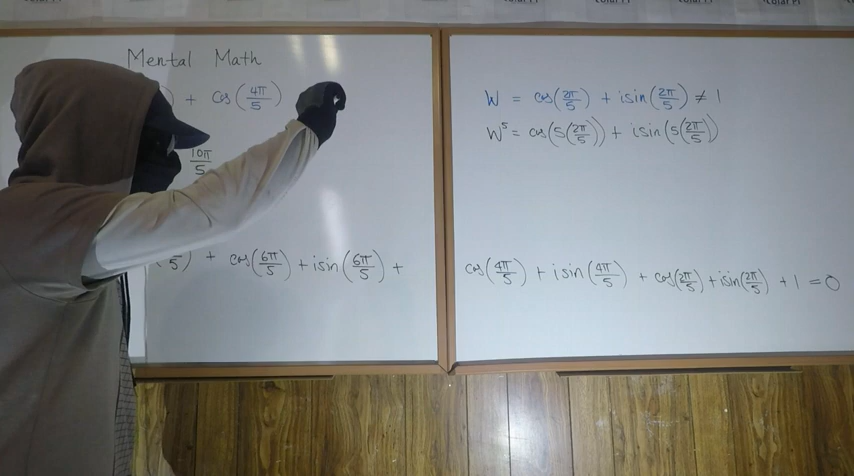 Mental Math
) + cos(4π/5)
10π/5
5) + cos(6π/5) + isin(6π/5) +
W = cos(2π/5) + isin(2π/5) ≠ 1
W⁵ = cos(5(2π/5)) + isin(5(2π/5))
cos(4π/5) + isin(4π/5) + cos(2π/5) + isin(2π/5) + 1 = 0